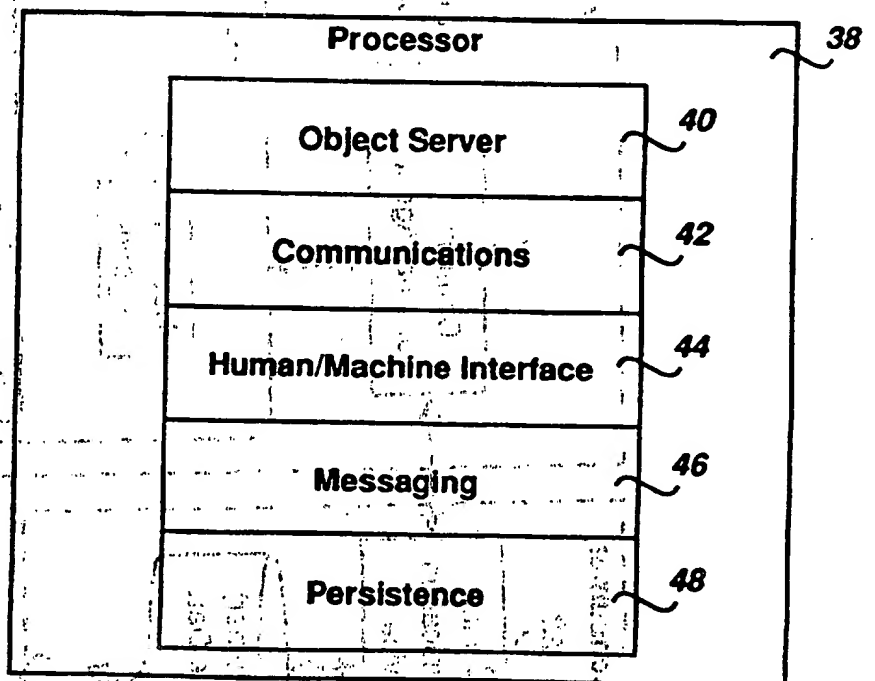 Processor 38
Object Server 40
Communications 42
Human/Machine Interface 44
Messaging 46
Persistence 48